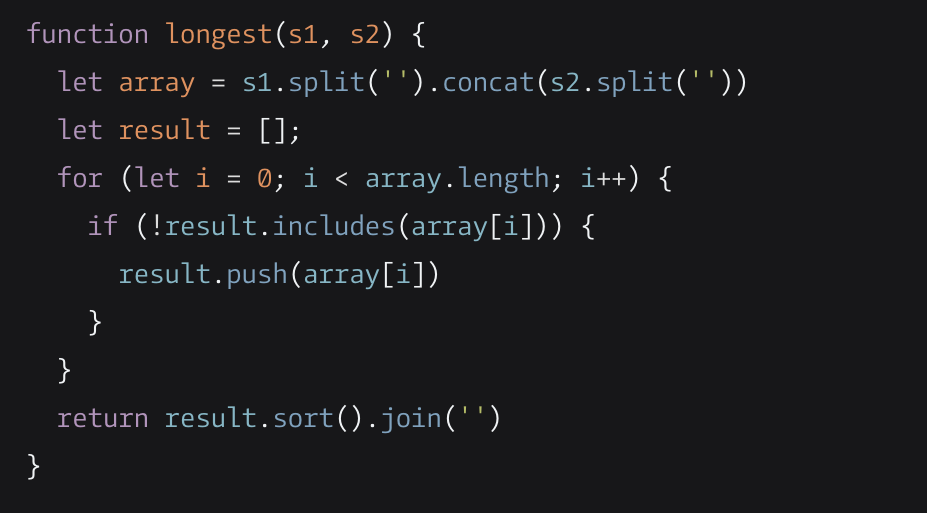 function longest(s1, s2) {
  let array = s1.split('').concat(s2.split(''))
  let result = [];
  for (let i = 0; i < array.length; i++) {
    if (!result.includes(array[i])) {
      result.push(array[i])
    }
  }
  return result.sort().join('')
}